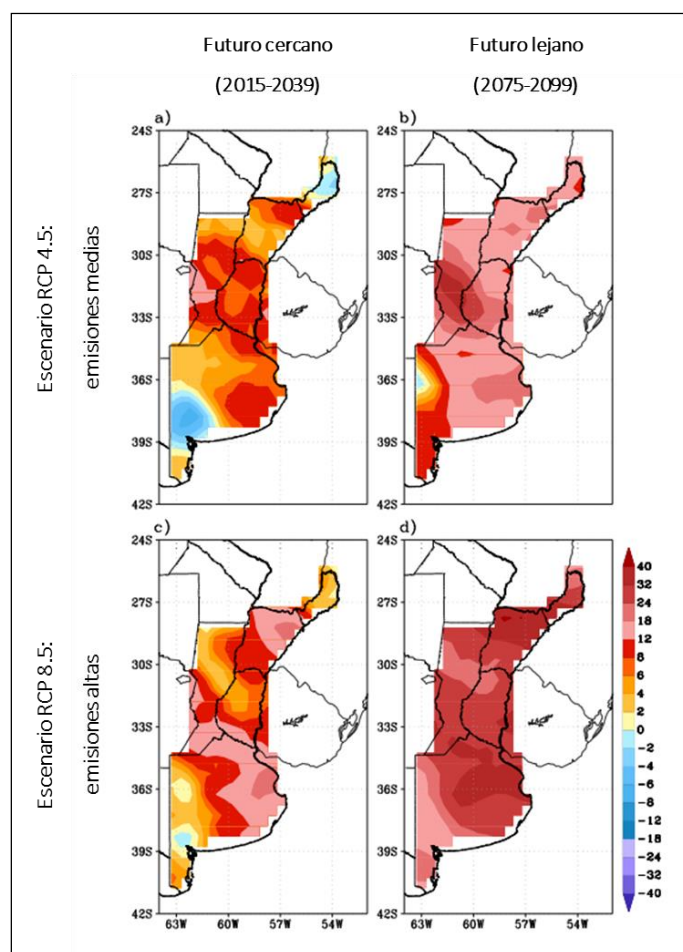 Futuro cercano
(2015-2039)
Futuro lejano
(2075-2099)
Escenario RCP 4.5:
emisiones medias
a)
24S
27S
30S
33S
36S
39S
42S
b)
24S
27S
30S
33S
36S
39S
42S
Escenario RCP 8.5:
emisiones altas
c)
24S
27S
30S
33S
36S
39S
42S
63W 60W 57W 54W
d)
24S
27S
30S
33S
36S
39S
42S
63W 60W 57W 54W
40
32
24
18
12
8
6
4
2
0
-2
-4
-6
-8
-12
-18
-24
-32
-40